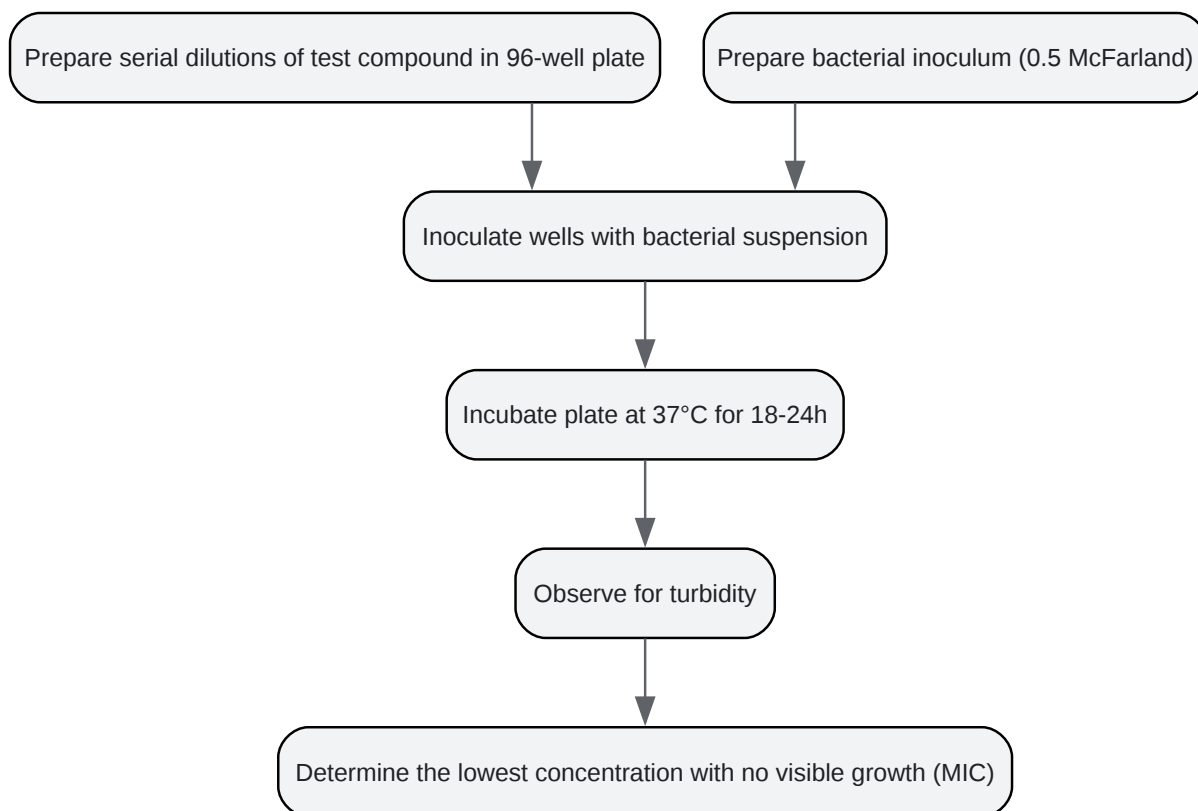 Prepare serial dilutions of test compound in 96-well plate
Prepare bacterial inoculum (0.5 McFarland)
Inoculate wells with bacterial suspension
Incubate plate at 37°C for 18-24h
Observe for turbidity
Determine the lowest concentration with no visible growth (MIC)